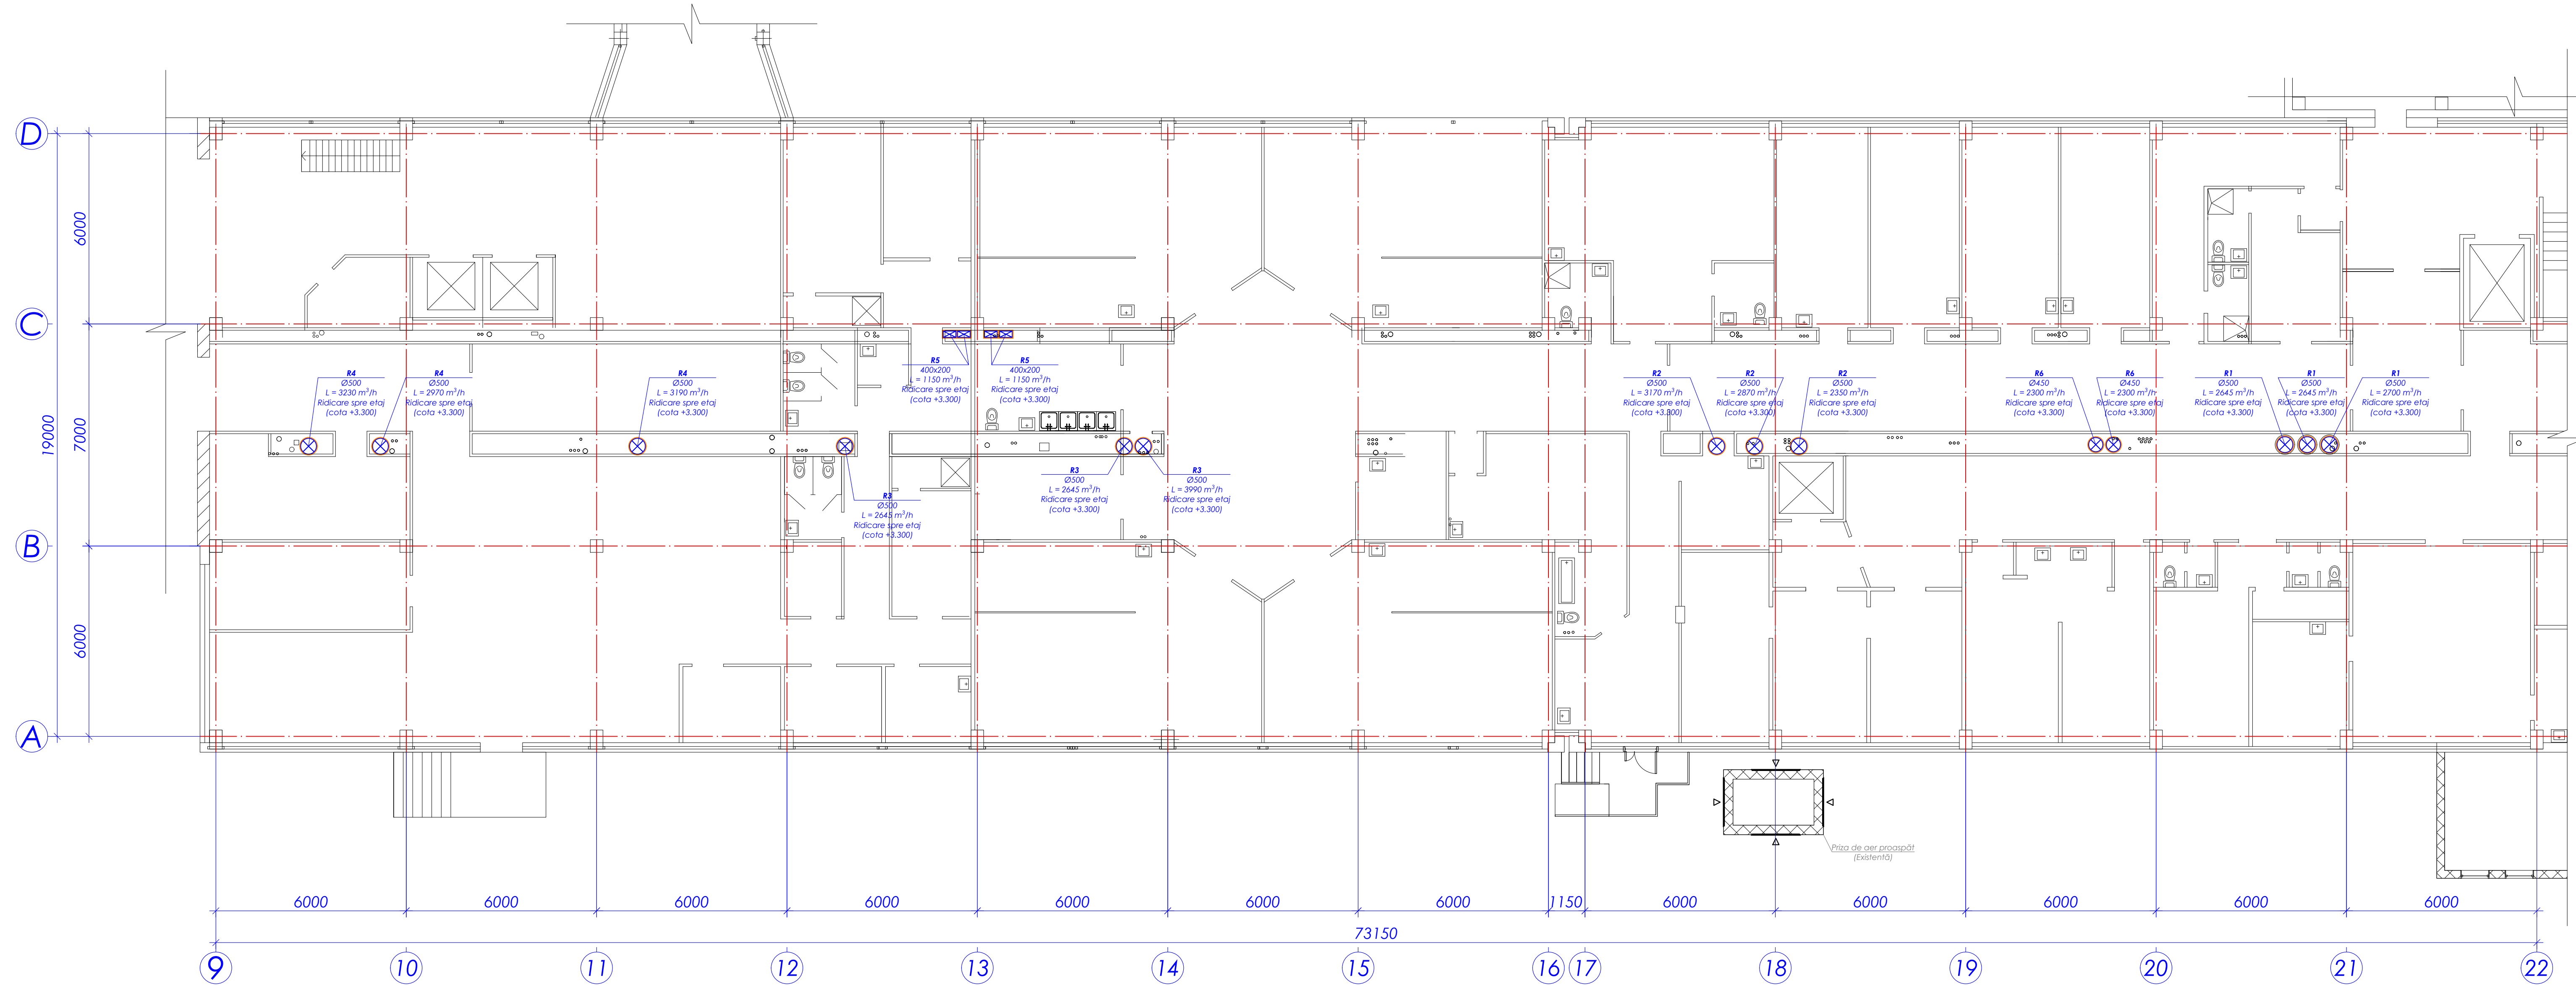 D
C
B
A
6000
7000
6000
19000
R4
Ø500
L = 3230 m³/h
Ridicare spre etaj
(cota +3.300)
R4
Ø500
L = 2970 m³/h
Ridicare spre etaj
(cota +3.300)
R4
Ø500
L = 3190 m³/h
Ridicare spre etaj
(cota +3.300)
R5
400x200
L = 1150 m³/h
Ridicare spre etaj
(cota +3.300)
R5
400x200
L = 1150 m³/h
Ridicare spre etaj
(cota +3.300)
R3
Ø500
L = 2645 m³/h
Ridicare spre etaj
(cota +3.300)
R3
Ø500
L = 2645 m³/h
Ridicare spre etaj
(cota +3.300)
R3
Ø500
L = 3990 m³/h
Ridicare spre etaj
(cota +3.300)
R2
Ø500
L = 3170 m³/h
Ridicare spre etaj
(cota +3.300)
R2
Ø500
L = 2870 m³/h
Ridicare spre etaj
(cota +3.300)
R2
Ø500
L = 2350 m³/h
Ridicare spre etaj
(cota +3.300)
R6
Ø450
L = 2300 m³/h
Ridicare spre etaj
(cota +3.300)
R6
Ø450
L = 2300 m³/h
Ridicare spre etaj
(cota +3.300)
R1
Ø500
L = 2645 m³/h
Ridicare spre etaj
(cota +3.300)
R1
Ø500
L = 2645 m³/h
Ridicare spre etaj
(cota +3.300)
R1
Ø500
L = 2700 m³/h
Ridicare spre etaj
(cota +3.300)
Priza de aer proaspăt
(Existentă)
6000 6000 6000 6000 6000 6000 6000 1150 6000 6000 6000 6000 6000
73150
9 10 11 12 13 14 15 16 17 18 19 20 21 22